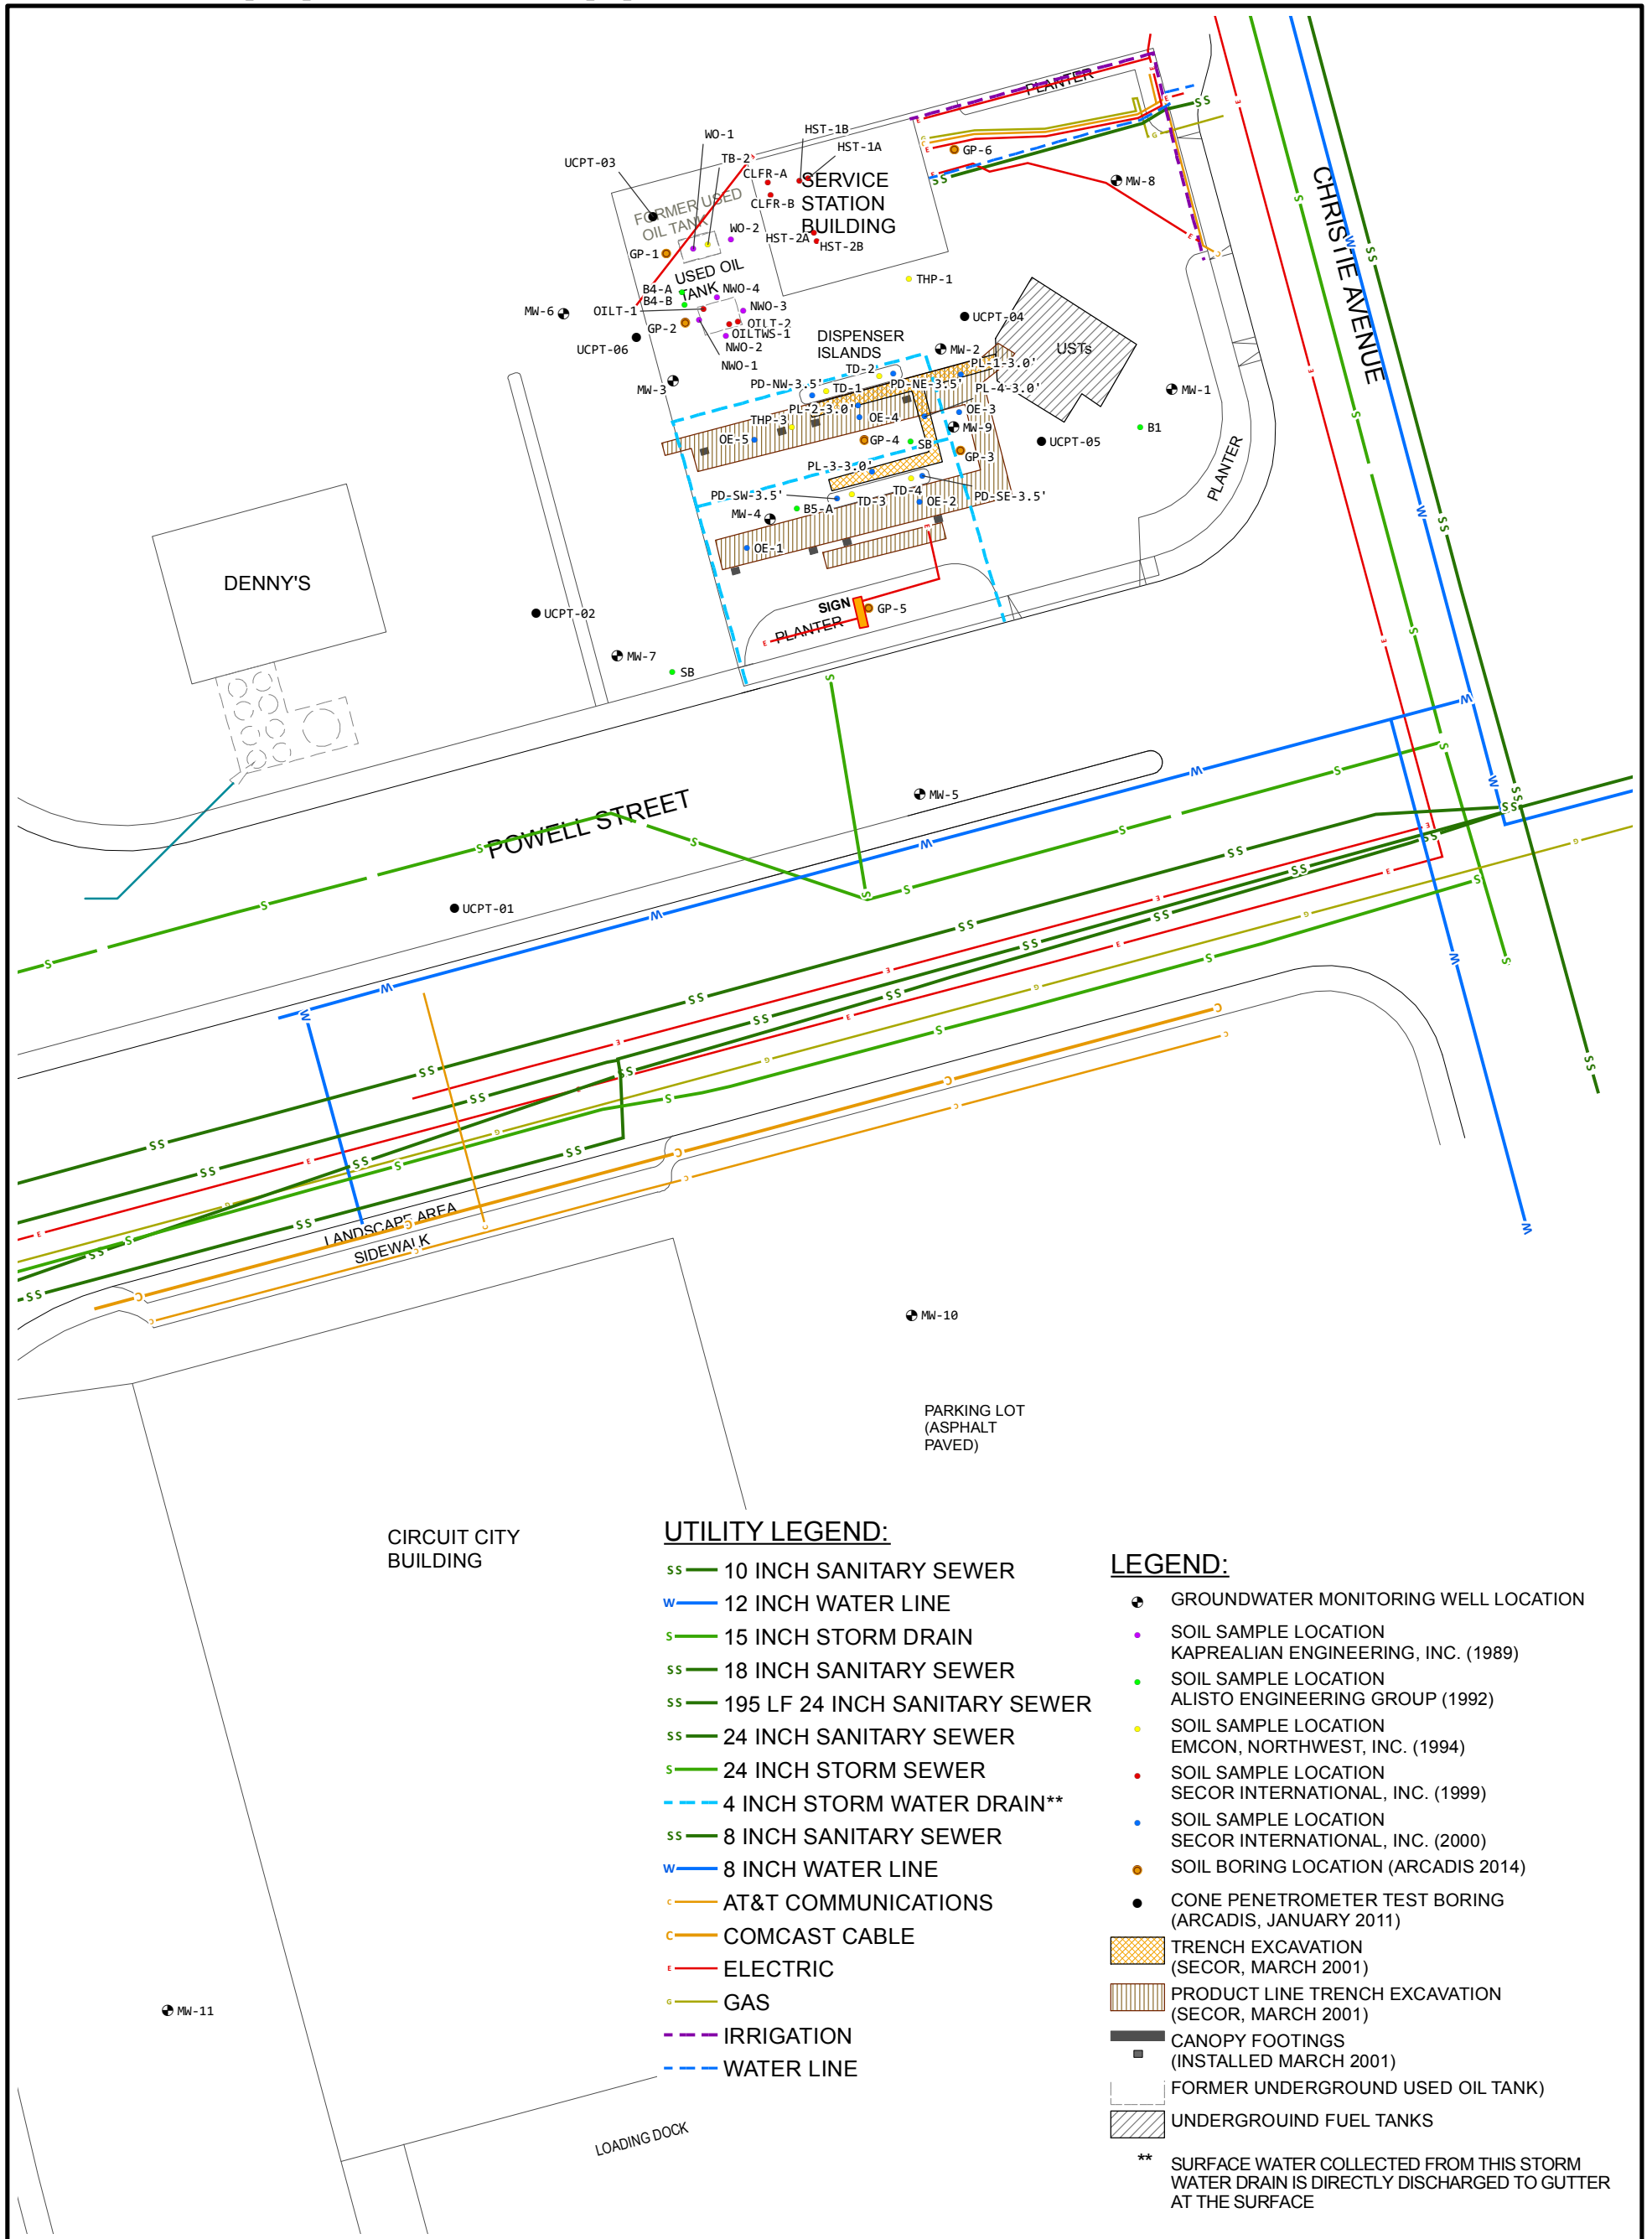 PLANTER
WO-1
HST-1B
TB-2
HST-1A
UCPT-03
GP-6
CLFR-A
SERVICE
STATION
BUILDING
MW-8
CLFR-B
FORMER USED
OIL TANK
WO-2
HST-2A
HST-2B
GP-1
USED OIL
TANK
THP-1
B4-A
B4-B
NWO-4
NWO-3
MW-6
OILT-1
GP-2
OILT-2
OILTWS-1
UCPT-06
NWO-2
NWO-1
UCPT-04
DISPENSER
ISLANDS
MW-2
USTs
CHRISTIE AVENUE
TD-2
PL-1-3.0'
MW-3
PD-NW-3.5'
TD-1
PD-NE-3.5'
PL-4-3.0'
MW-1
PL-2-3.0'
THP-3
OE-4
OE-3
MW-9
B1
OE-5
GP-4
SB
UCPT-05
GP-3
PLANTER
PL-3-3.0'
TD-4
PD-SW-3.5'
TD-3
PD-SE-3.5'
OE-2
MW-4
B5-A
OE-1
DENNY'S
SIGN
GP-5
PLANTER
UCPT-02
MW-7
SB
MW-5
POWELL STREET
UCPT-01
LANDSCAPE AREA
SIDEWALK
MW-10
PARKING LOT
(ASPHALT
PAVED)
CIRCUIT CITY
BUILDING
MW-11
LOADING DOCK
UTILITY LEGEND:
SS 10 INCH SANITARY SEWER
W 12 INCH WATER LINE
S 15 INCH STORM DRAIN
SS 18 INCH SANITARY SEWER
SS 195 LF 24 INCH SANITARY SEWER
SS 24 INCH SANITARY SEWER
S 24 INCH STORM SEWER
4 INCH STORM WATER DRAIN**
SS 8 INCH SANITARY SEWER
W 8 INCH WATER LINE
C AT&T COMMUNICATIONS
C COMCAST CABLE
E ELECTRIC
G GAS
IRRIGATION
WATER LINE
LEGEND:
GROUNDWATER MONITORING WELL LOCATION
SOIL SAMPLE LOCATION
KAPREALIAN ENGINEERING, INC. (1989)
SOIL SAMPLE LOCATION
ALISTO ENGINEERING GROUP (1992)
SOIL SAMPLE LOCATION
EMCON, NORTHWEST, INC. (1994)
SOIL SAMPLE LOCATION
SECOR INTERNATIONAL, INC. (1999)
SOIL SAMPLE LOCATION
SECOR INTERNATIONAL, INC. (2000)
SOIL BORING LOCATION (ARCADIS 2014)
CONE PENETROMETER TEST BORING
(ARCADIS, JANUARY 2011)
TRENCH EXCAVATION
(SECOR, MARCH 2001)
PRODUCT LINE TRENCH EXCAVATION
(SECOR, MARCH 2001)
CANOPY FOOTINGS
(INSTALLED MARCH 2001)
FORMER UNDERGROUND USED OIL TANK)
UNDERGROUIND FUEL TANKS
** SURFACE WATER COLLECTED FROM THIS STORM
WATER DRAIN IS DIRECTLY DISCHARGED TO GUTTER
AT THE SURFACE